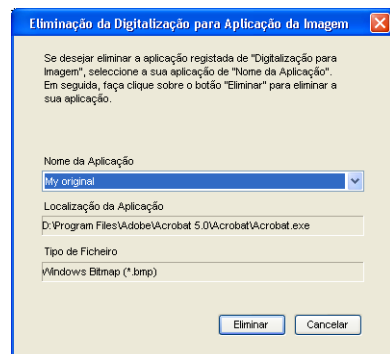 Eliminação da Digitalização para Aplicação da Imagem
Se desejar eliminar a aplicação registada de "Digitalização para
Imagem", seleccione a sua aplicação de "Nome da Aplicação".
Em seguida, faça clique sobre o botão "Eliminar" para eliminar a
sua aplicação.
Nome da Aplicação
My original
Localização da Aplicação
D:\Program Files\Adobe\Acrobat 5.0\Acrobat\Acrobat.exe
Tipo de Ficheiro
Windows Bitmap (*.bmp)
Eliminar Cancelar